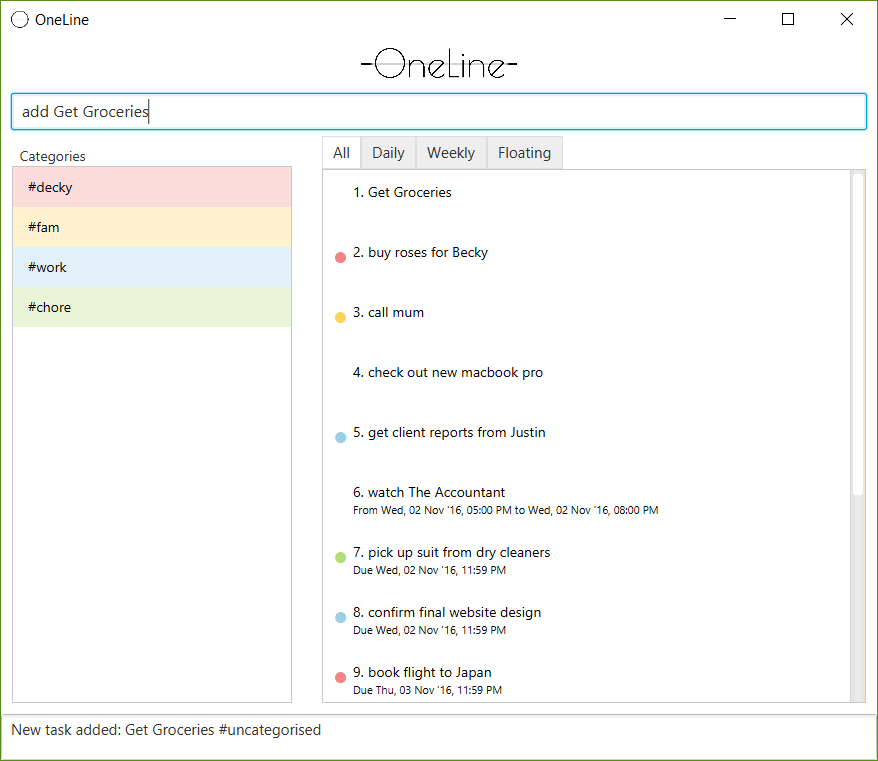 OneLine
-OneLine-
add Get Groceries
Categories
#decky
#fam
#work
#chore
All Daily Weekly Floating
1. Get Groceries
2. buy roses for Becky
3. call mum
4. check out new macbook pro
5. get client reports from Justin
6. watch The Accountant
From Wed, 02 Nov '16, 05:00 PM to Wed, 02 Nov '16, 08:00 PM
7. pick up suit from dry cleaners
Due Wed, 02 Nov '16, 11:59 PM
8. confirm final website design
Due Wed, 02 Nov '16, 11:59 PM
9. book flight to Japan
Due Thu, 03 Nov '16, 11:59 PM
New task added: Get Groceries #uncategorised